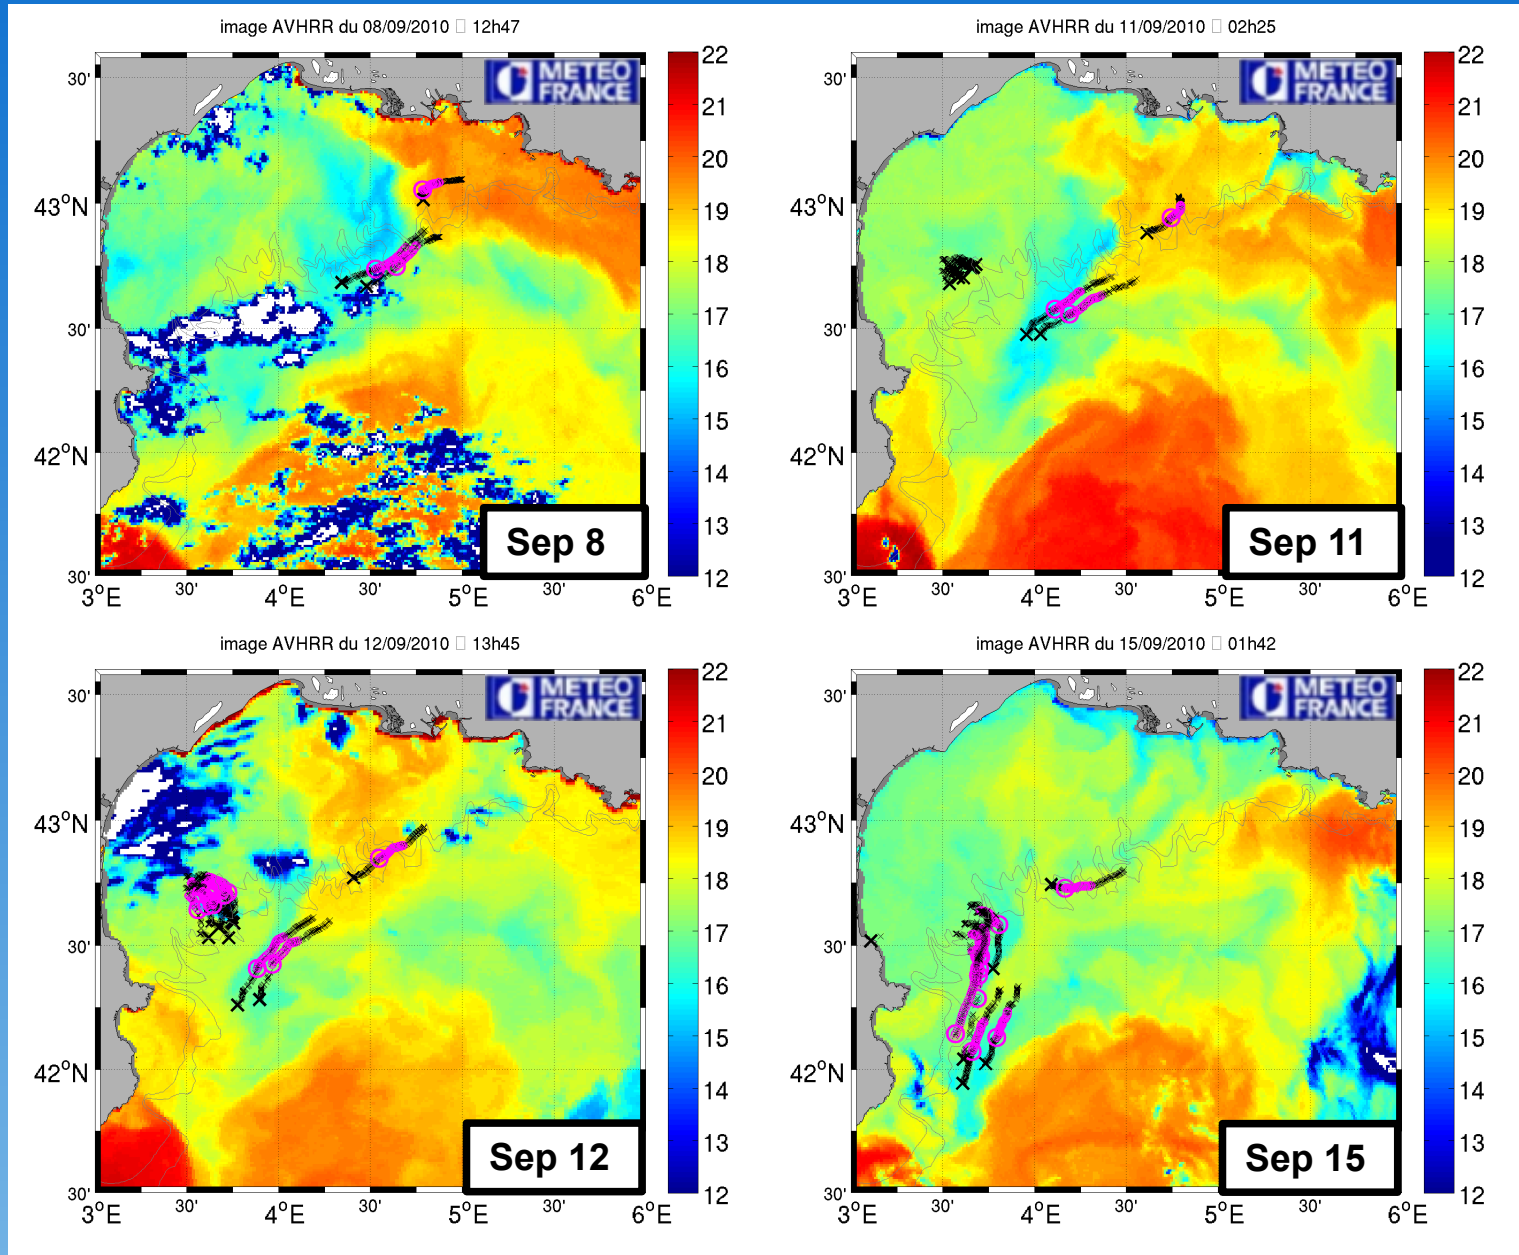 image AVHRR du 08/09/2010 □ 12h47
METEO
FRANCE
30'
43°N
30'
42°N
30'
3°E
30'
4°E
30'
5°E
30'
6°E
22
21
20
19
18
17
16
15
14
13
12
Sep 8
image AVHRR du 11/09/2010 □ 02h25
METEO
FRANCE
30'
43°N
30'
42°N
30'
3°E
30'
4°E
30'
5°E
30'
6°E
22
21
20
19
18
17
16
15
14
13
12
Sep 11
image AVHRR du 12/09/2010 □ 13h45
METEO
FRANCE
30'
43°N
30'
42°N
30'
3°E
30'
4°E
30'
5°E
30'
6°E
22
21
20
19
18
17
16
15
14
13
12
Sep 12
image AVHRR du 15/09/2010 □ 01h42
METEO
FRANCE
30'
43°N
30'
42°N
30'
3°E
30'
4°E
30'
5°E
30'
6°E
22
21
20
19
18
17
16
15
14
13
12
Sep 15